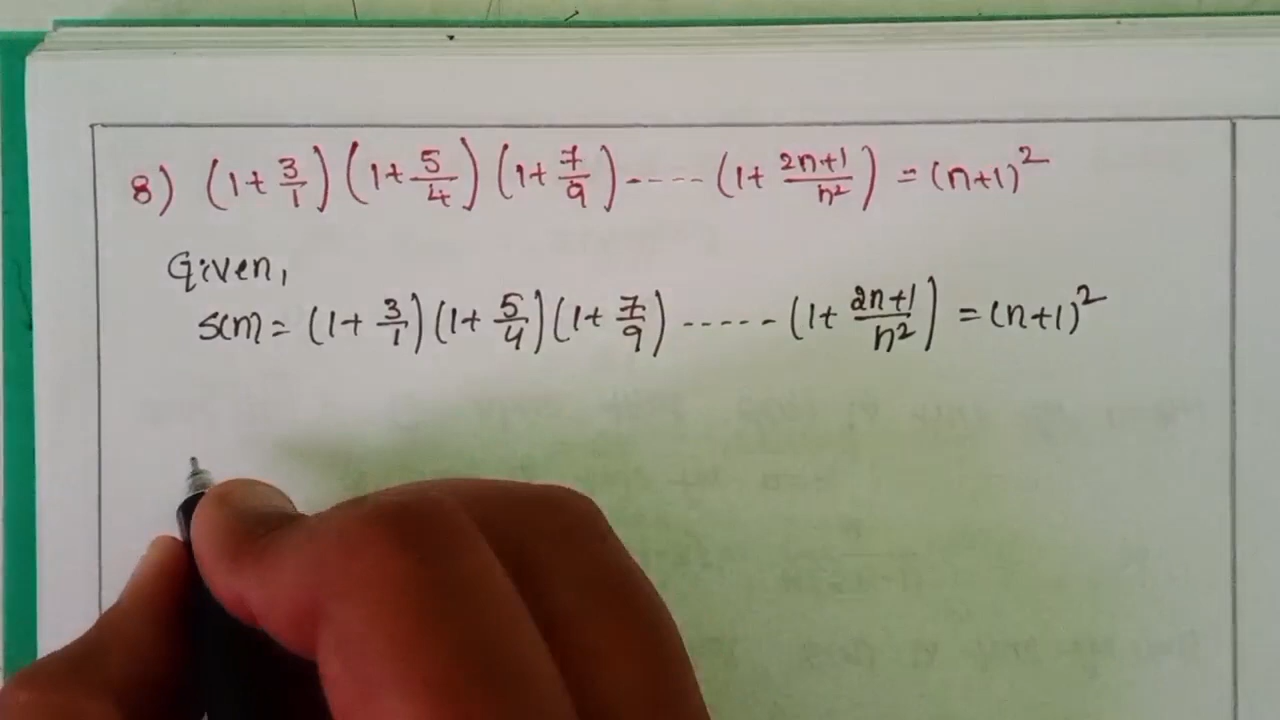 8) (1+ 3/1) (1+ 5/4) (1+ 7/9) ----- (1+ (2n+1)/n²) = (n+1)²
Given,
S(n) = (1+ 3/1) (1+ 5/4) (1+ 7/9) ------ (1+ (2n+1)/n²) = (n+1)²